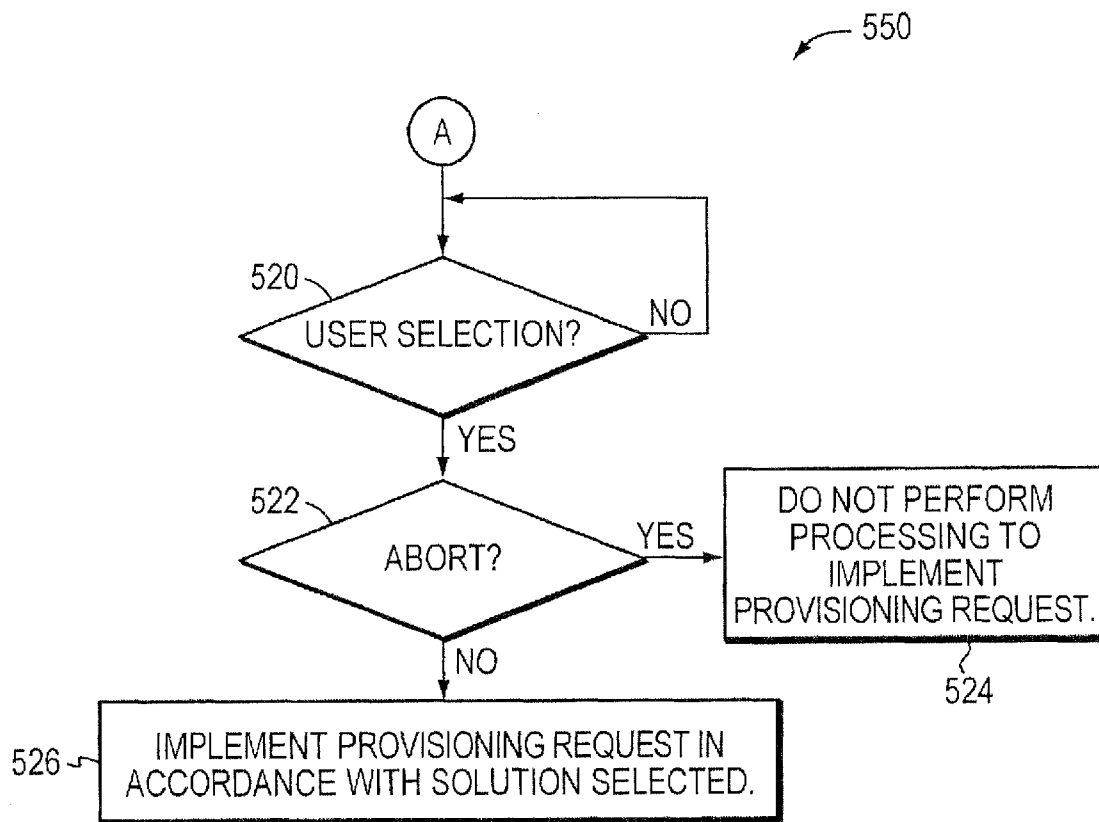 550
A
520
USER SELECTION?
NO
YES
522
ABORT?
YES
DO NOT PERFORM
PROCESSING TO
IMPLEMENT
PROVISIONING REQUEST.
524
NO
526
IMPLEMENT PROVISIONING REQUEST IN
ACCORDANCE WITH SOLUTION SELECTED.